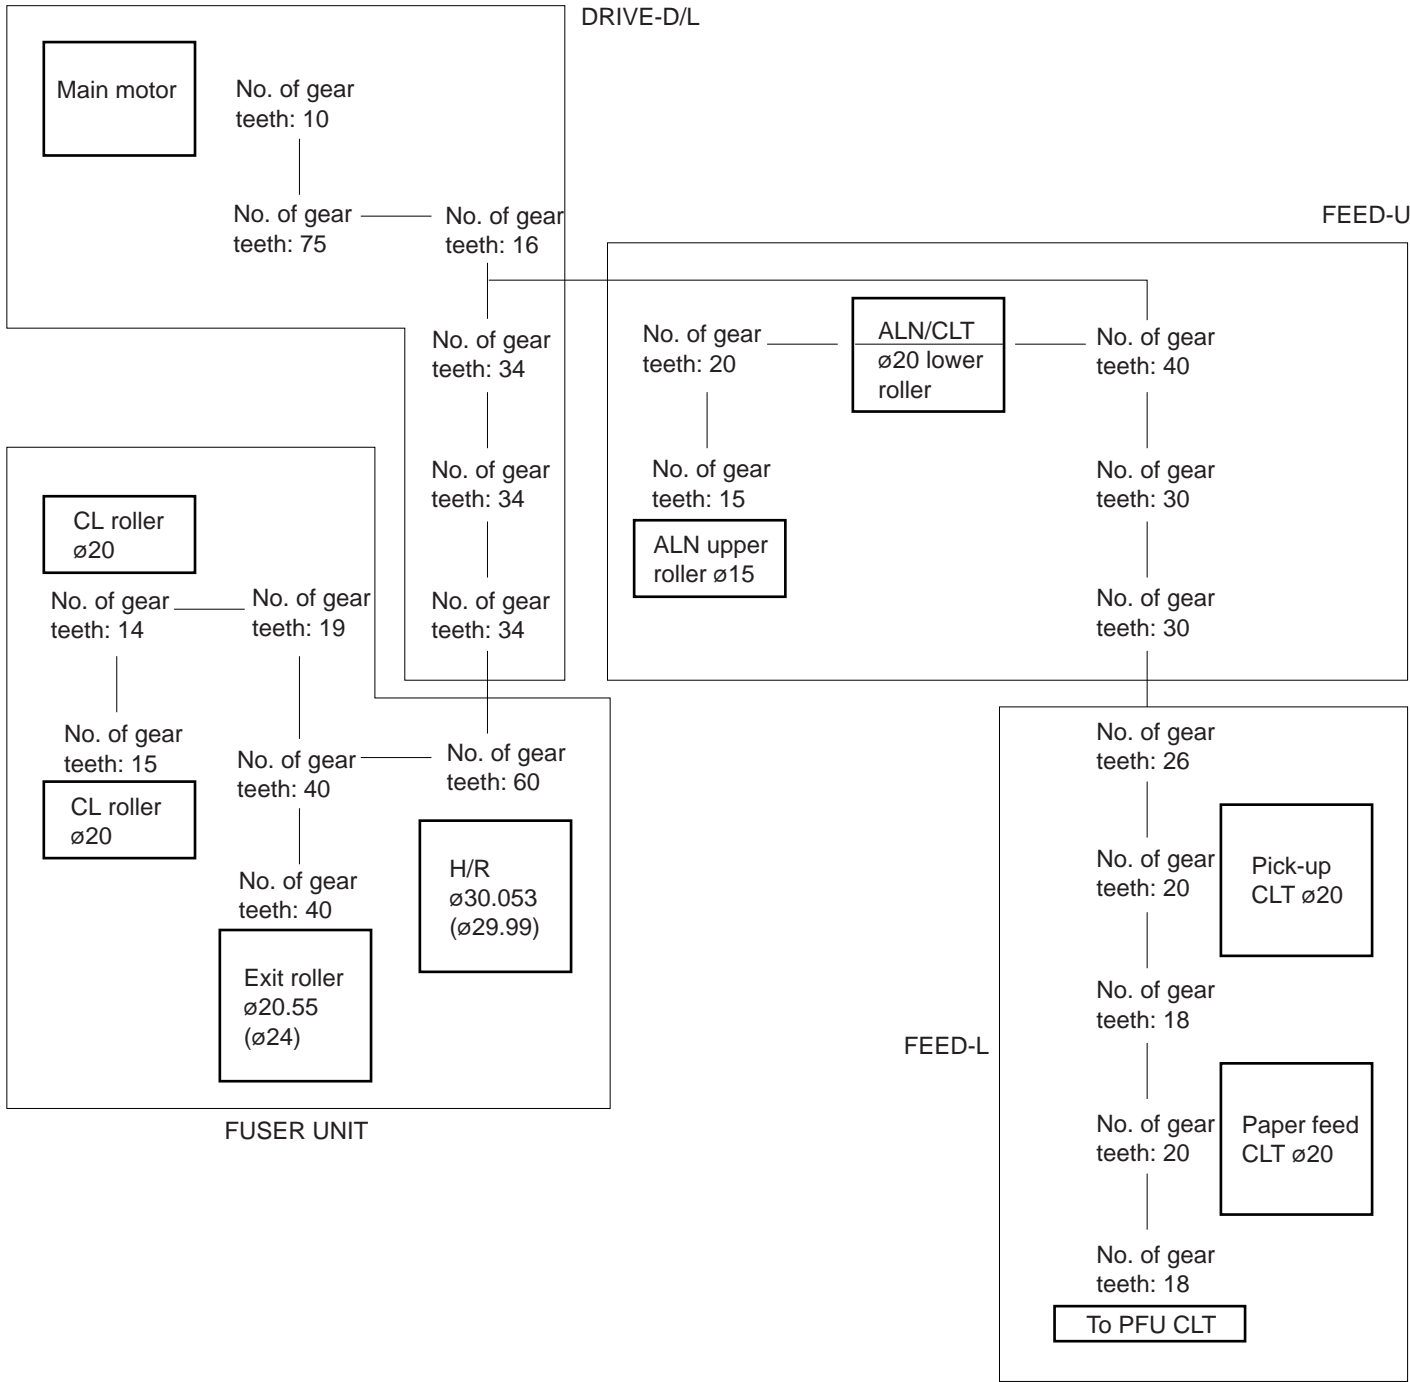 DRIVE-D/L
Main motor
No. of gear
teeth: 10
No. of gear
teeth: 75
No. of gear
teeth: 16
No. of gear
teeth: 34
No. of gear
teeth: 34
No. of gear
teeth: 34
FEED-U
No. of gear
teeth: 20
ALN/CLT
ø20 lower
roller
No. of gear
teeth: 40
No. of gear
teeth: 15
ALN upper
roller ø15
No. of gear
teeth: 30
No. of gear
teeth: 30
CL roller
ø20
No. of gear
teeth: 14
No. of gear
teeth: 19
No. of gear
teeth: 15
CL roller
ø20
No. of gear
teeth: 40
No. of gear
teeth: 60
No. of gear
teeth: 40
H/R
ø30.053
(ø29.99)
Exit roller
ø20.55
(ø24)
FUSER UNIT
No. of gear
teeth: 26
No. of gear
teeth: 20
Pick-up
CLT ø20
No. of gear
teeth: 18
FEED-L
No. of gear
teeth: 20
Paper feed
CLT ø20
No. of gear
teeth: 18
To PFU CLT